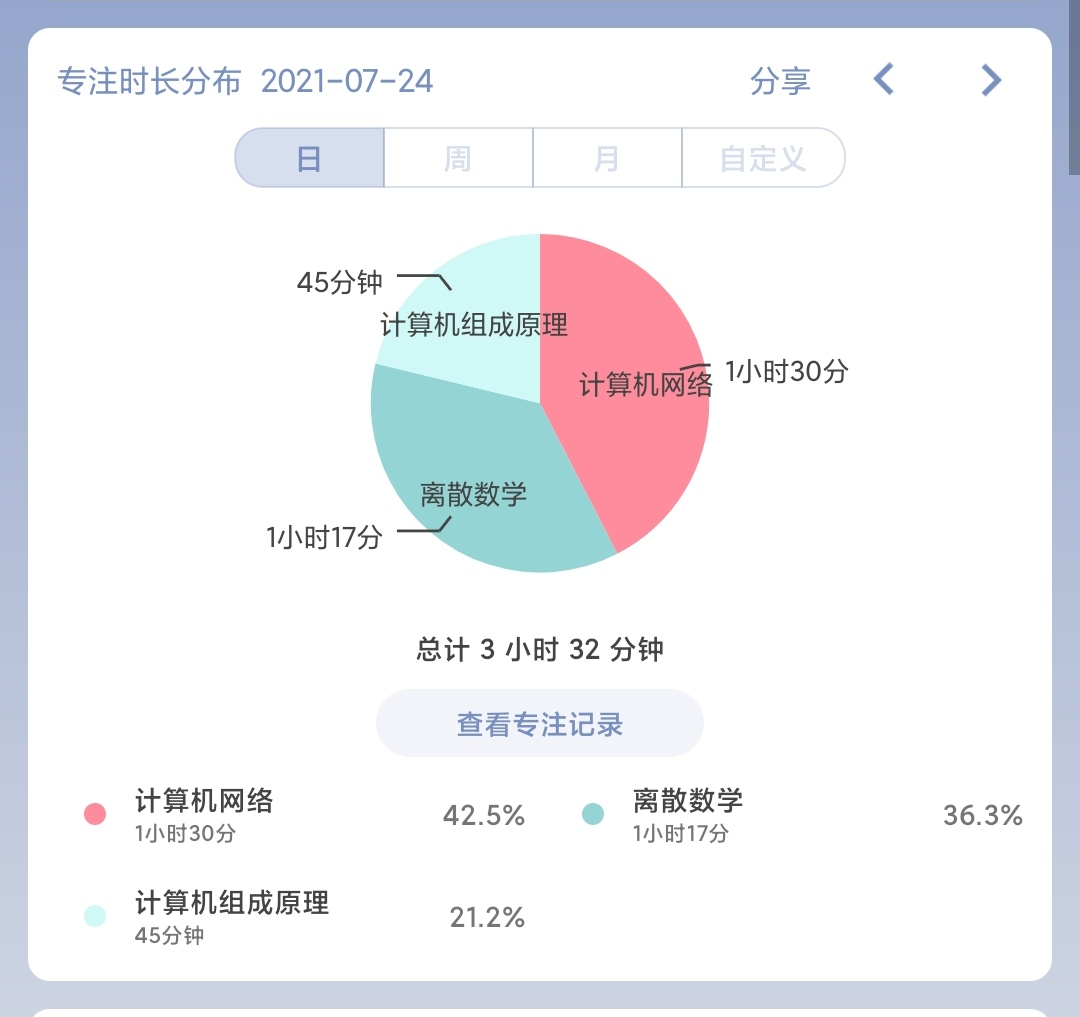 专注时长分布 2021-07-24 分享
日 周 月 自定义
45分钟
计算机组成原理
计算机网络 1小时30分
离散数学
1小时17分
总计 3 小时 32 分钟
查看专注记录
计算机网络 42.5% 离散数学 36.3%
1小时30分 1小时17分
计算机组成原理 21.2%
45分钟